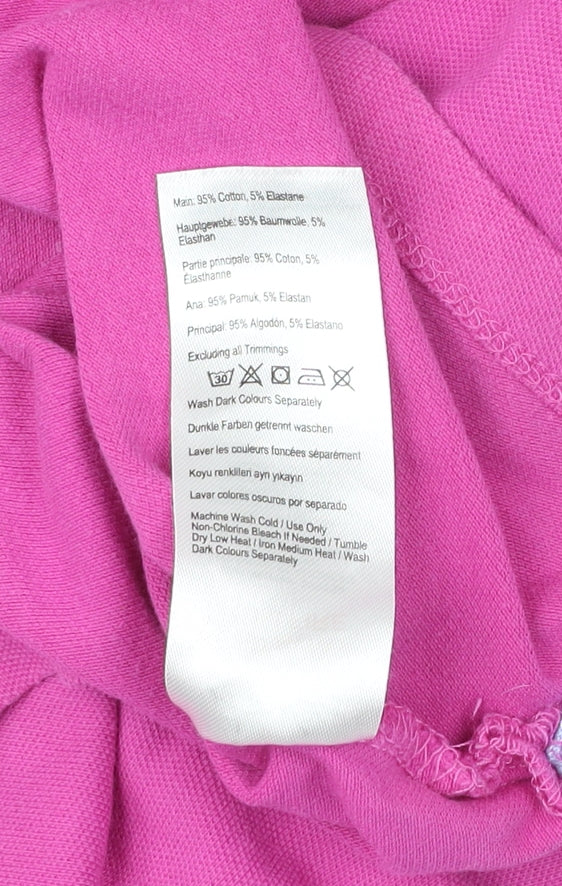 Main: 95% Cotton, 5% Elastane
Hauptgewebe: 95% Baumwolle, 5%
Elasthan
Partie principale: 95% Coton, 5%
Élasthanne
Ana: 95% Pamuk, 5% Elastan
Principal: 95% Algodón, 5% Elastano
Excluding all Trimmings
30
Wash Dark Colours Separately
Dunkle Farben getrennt waschen
Laver les couleurs foncées séparément
Koyu renklileri ayrı yıkayın
Lavar colores oscuros por separado
Machine Wash Cold / Use Only
Non-Chlorine Bleach If Needed / Tumble
Dry Low Heat / Iron Medium Heat / Wash
Dark Colours Separately